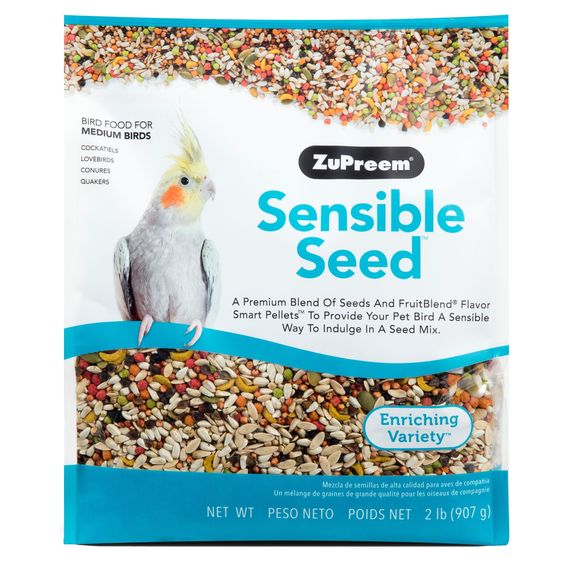 BIRD FOOD FOR
MEDIUM BIRDS
COCKATIELS
LOVEBIRDS
CONURES
QUAKERS
ZuPreem®
Sensible
Seed™
A Premium Blend Of Seeds And FruitBlend® Flavor
Smart Pellets™ To Provide Your Pet Bird A Sensible
Way To Indulge In A Seed Mix.
Enriching
Variety™
Mezcla de semillas de alta calidad para aves de compañía
Un mélange de graines de grande qualité pour les oiseaux de compagnie
NET WT PESO NETO POIDS NET 2 lb (907 g)